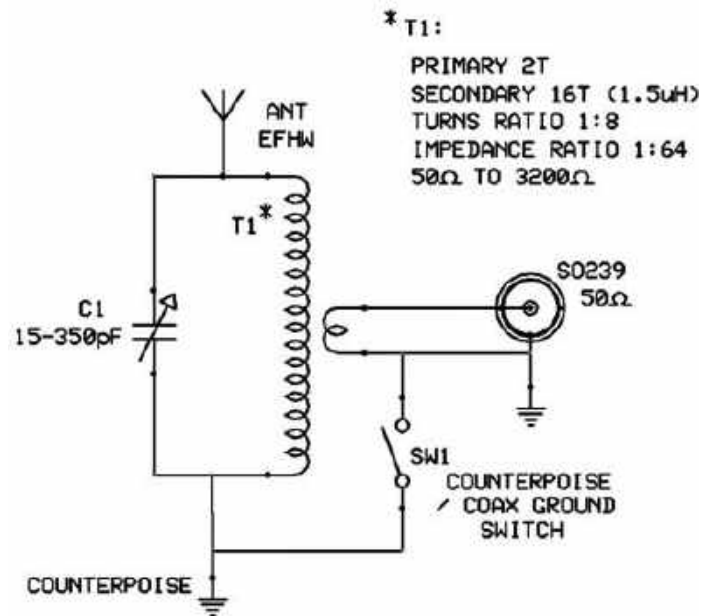 * T1:
PRIMARY 2T
SECONDARY 16T (1.5uH)
TURNS RATIO 1:8
IMPEDANCE RATIO 1:64
50Ω TO 3200Ω
ANT
EFHW
T1*
SO239
50Ω
C1
15-350pF
SW1
COUNTERPOISE
/ COAX GROUND
SWITCH
COUNTERPOISE